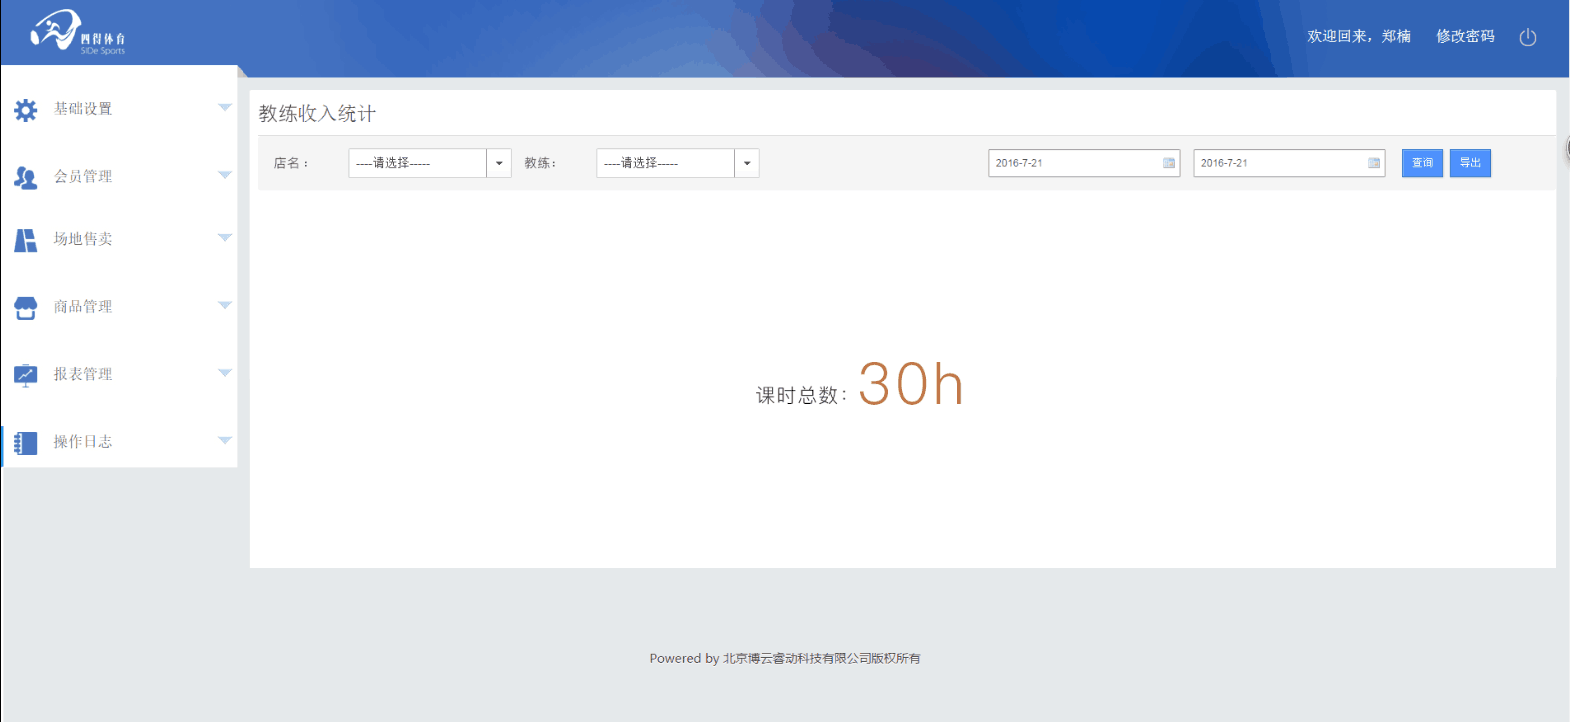 四得体育
SiDe Sports
欢迎回来，郑楠 修改密码
基础设置
会员管理
场地售卖
商品管理
报表管理
操作日志
教练收入统计
店名： ----请选择----- 教练： ----请选择----- 2016-7-21 2016-7-21 查询 导出
课时总数：30h
Powered by 北京博云睿动科技有限公司版权所有